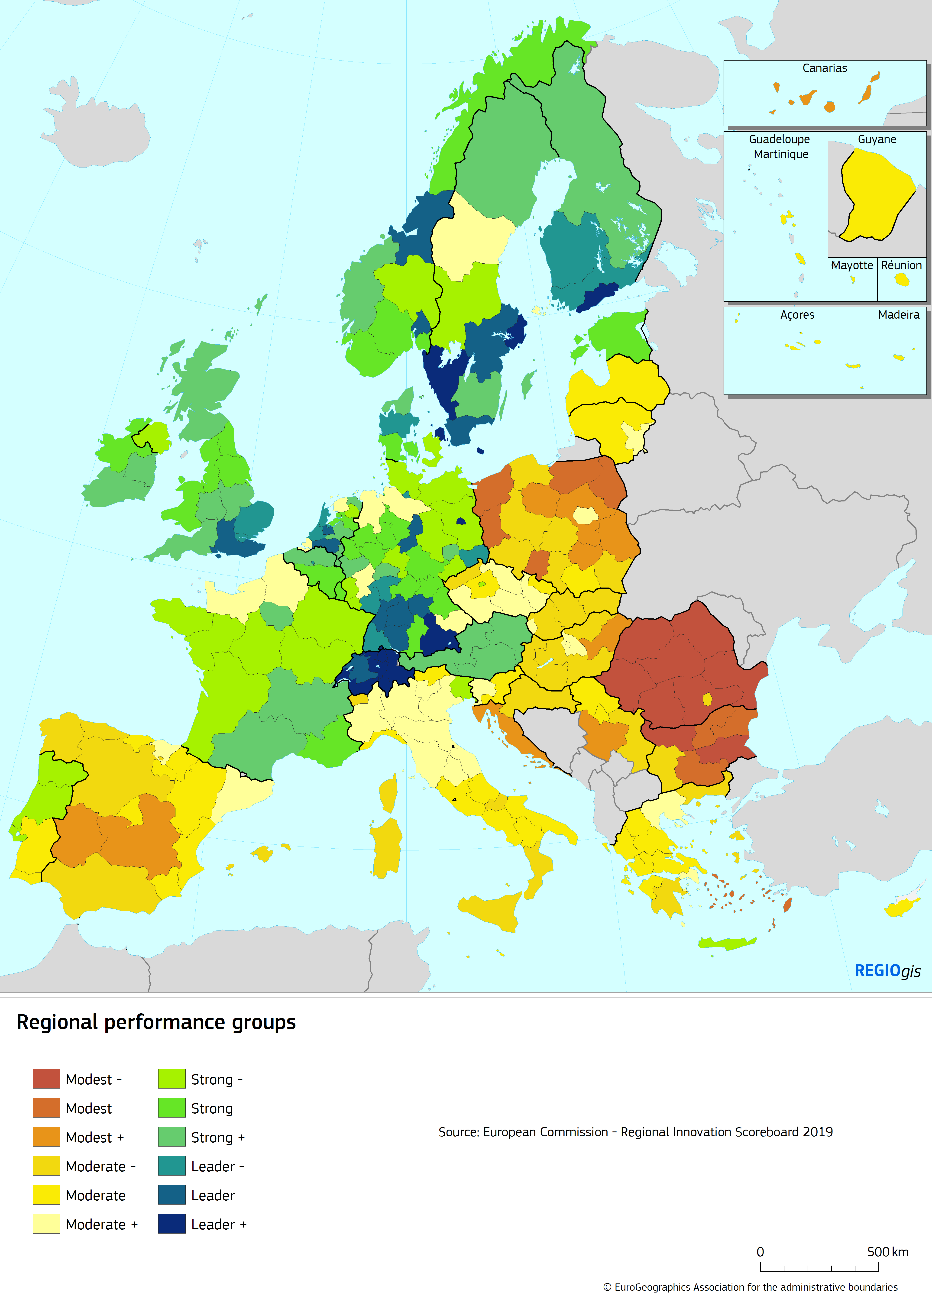 Canarias
Guadeloupe
Martinique
Guyane
Mayotte
Réunion
Açores
Madeira
REGIOgis
Regional performance groups
Modest -
Modest
Modest +
Moderate -
Moderate
Moderate +
Strong -
Strong
Strong +
Leader -
Leader
Leader +
Source: European Commission - Regional Innovation Scoreboard 2019
0 500 km
© EuroGeographics Association for the administrative boundaries